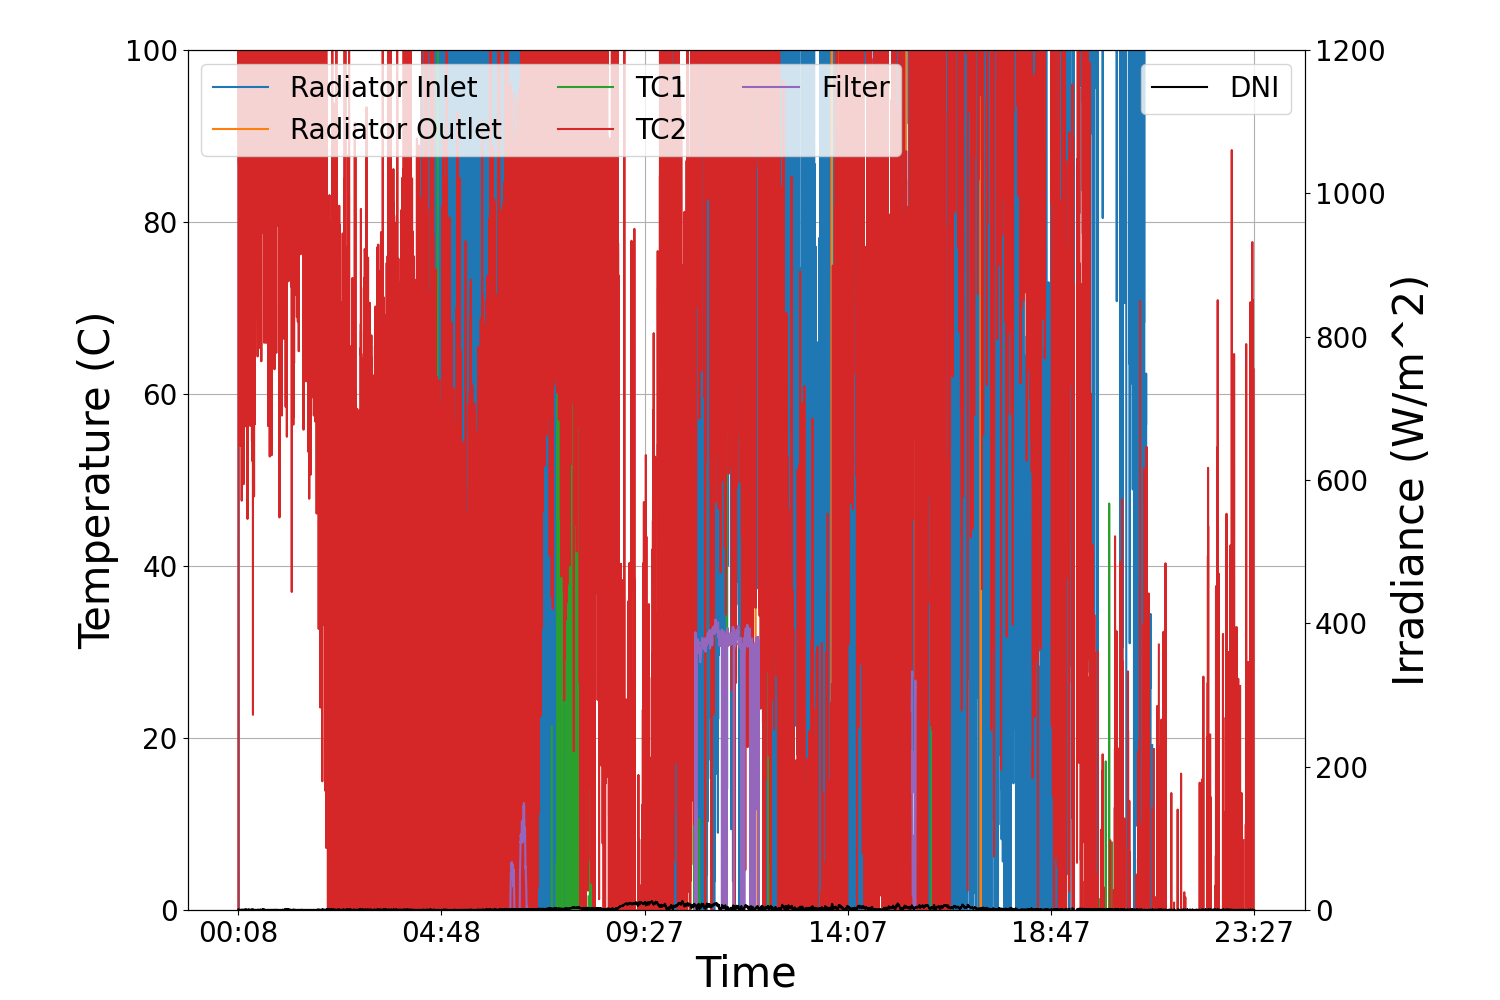 100
80
60
40
20
0
Temperature (C)
Radiator Inlet
Radiator Outlet
TC1
TC2
Filter
DNI
1200
1000
800
600
400
200
0
Irradiance (W/m^2)
00:08 04:48 09:27 14:07 18:47 23:27
Time